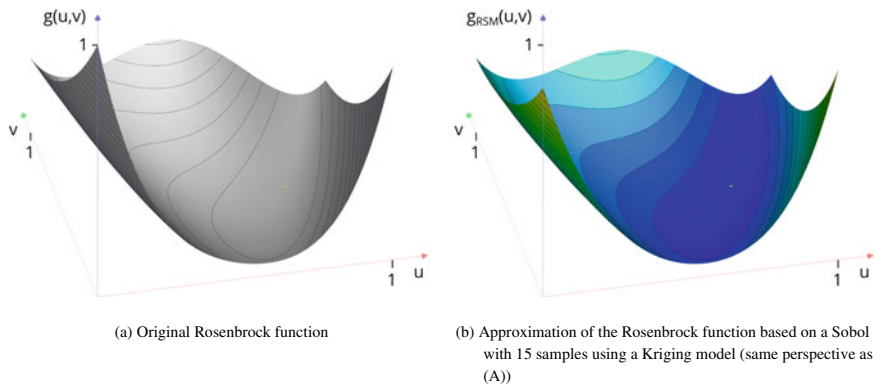 g(u,v)
1
v
1
1
u
(a) Original Rosenbrock function
gRSM(u,v)
1
v
1
1
u
(b) Approximation of the Rosenbrock function based on a Sobol
with 15 samples using a Kriging model (same perspective as
(A))